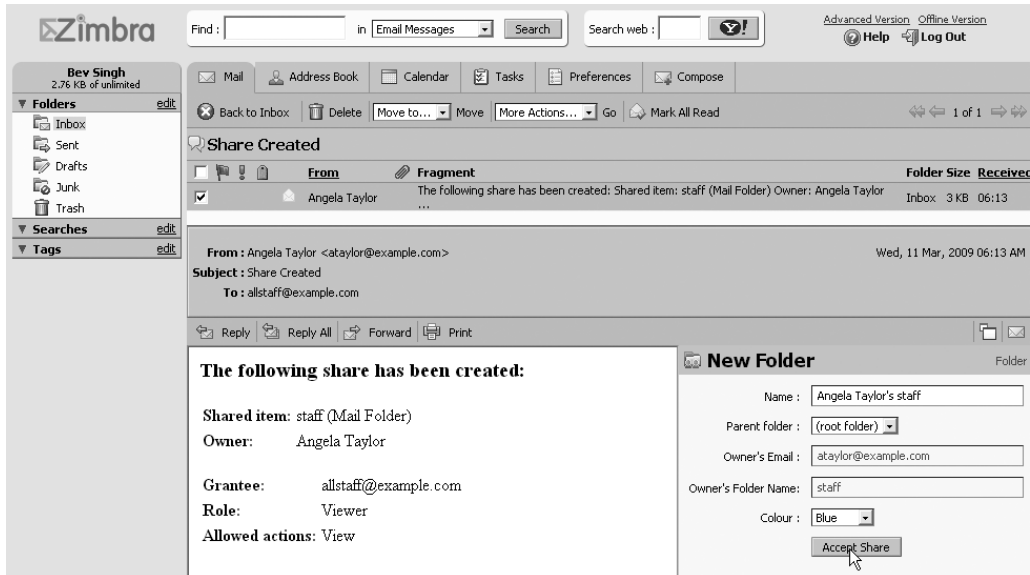 Zimbra
Find :
in Email Messages Search
Search web :
Y!
Advanced Version Offline Version
Help Log Out
Bev Singh
2.76 KB of unlimited
Folders edit
Inbox
Sent
Drafts
Junk
Trash
Searches edit
Tags edit
Mail Address Book Calendar Tasks Preferences Compose
Back to Inbox Delete Move to... Move More Actions... Go Mark All Read 1 of 1
Share Created
From Fragment Folder Size Received
Angela Taylor The following share has been created: Shared item: staff (Mail Folder) Owner: Angela Taylor
... Inbox 3 KB 06:13
From : Angela Taylor <ataylor@example.com> Wed, 11 Mar, 2009 06:13 AM
Subject : Share Created
To : allstaff@example.com
Reply Reply All Forward Print
The following share has been created:
Shared item: staff (Mail Folder)
Owner: Angela Taylor
Grantee: allstaff@example.com
Role: Viewer
Allowed actions: View
New Folder Folder
Name : Angela Taylor's staff
Parent folder : (root folder)
Owner's Email : ataylor@example.com
Owner's Folder Name: staff
Colour : Blue
Accept Share